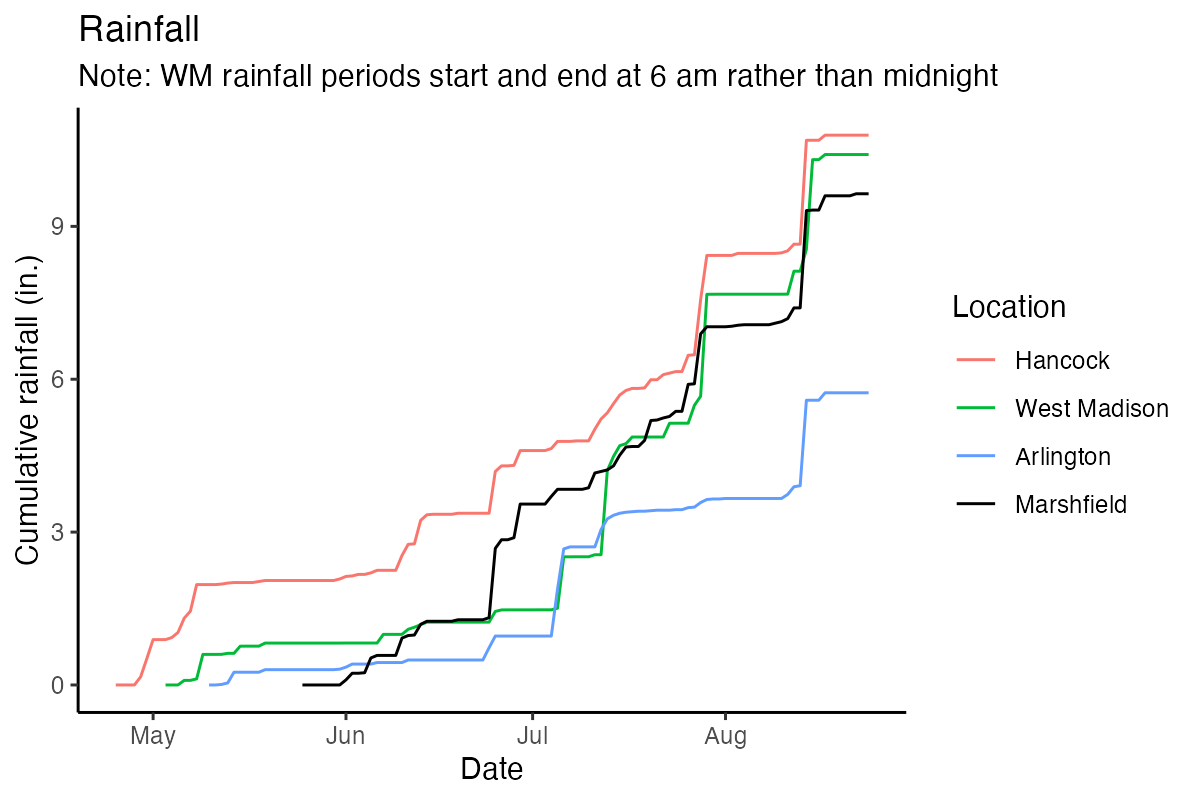 Rainfall
Note: WM rainfall periods start and end at 6 am rather than midnight
Cumulative rainfall (in.)
9
6
3
0
May
Jun
Jul
Aug
Date
Location
Hancock
West Madison
Arlington
Marshfield